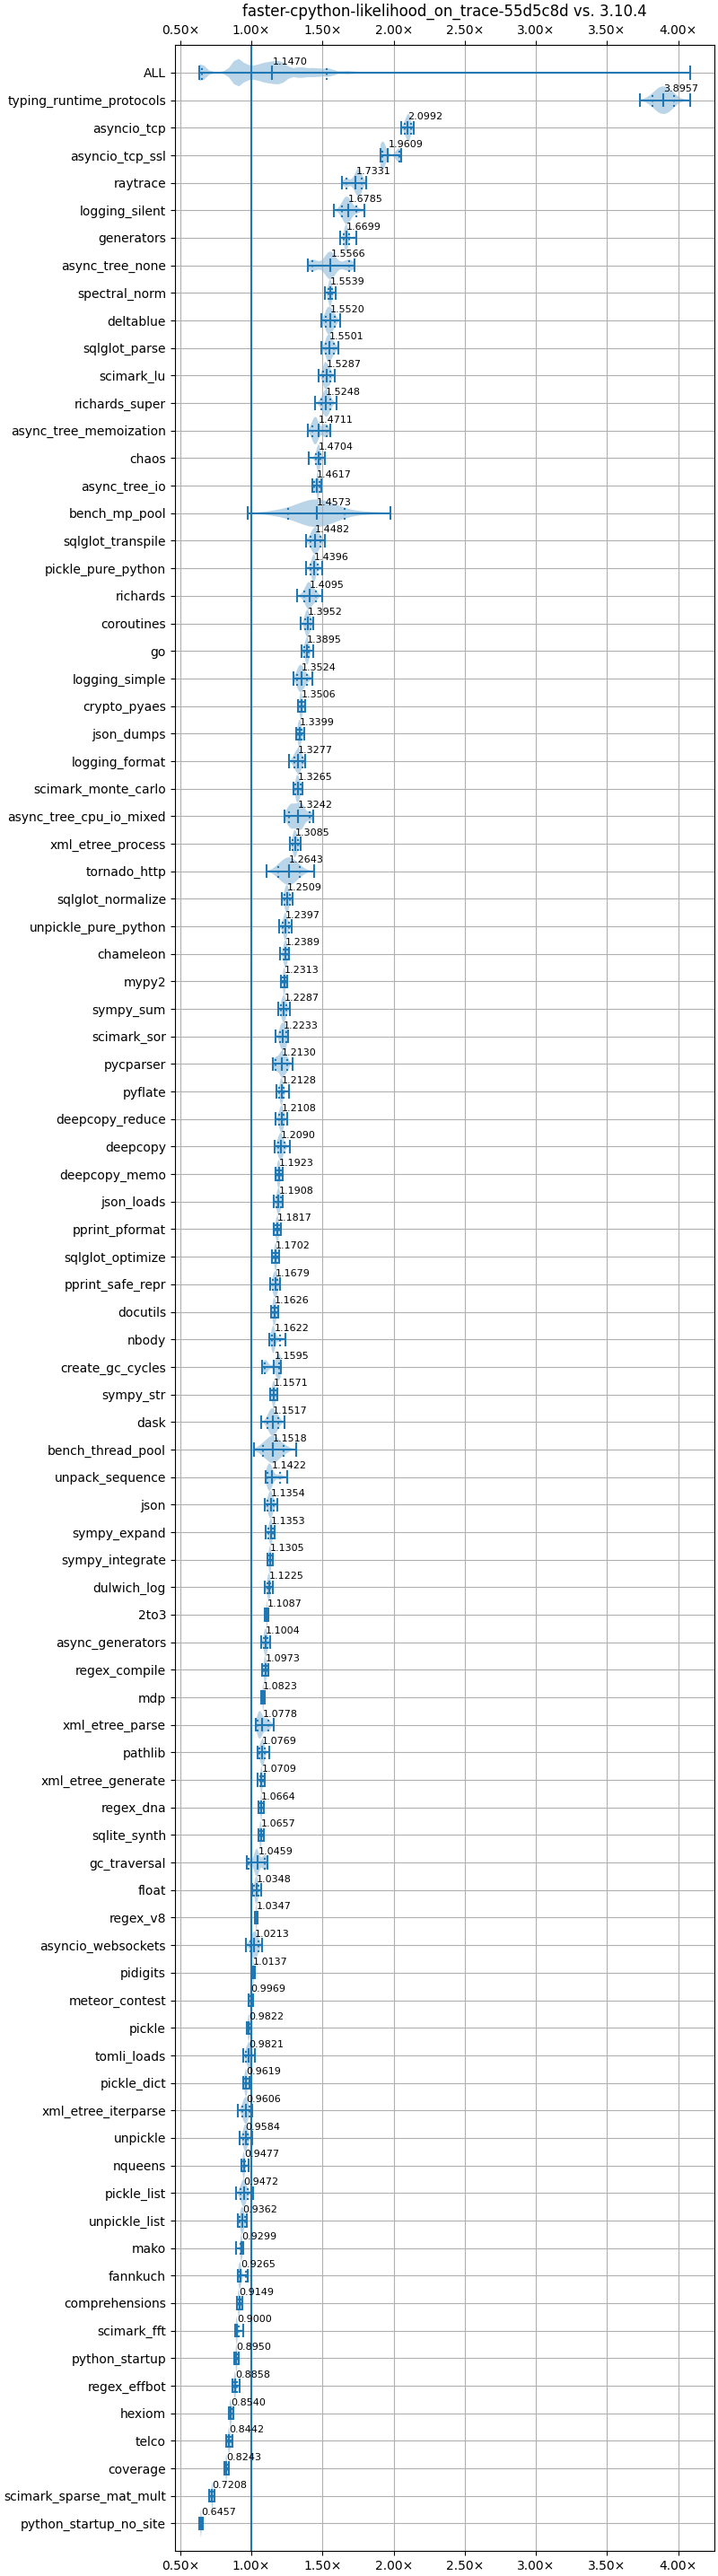 faster-cpython-likelihood_on_trace-55d5c8d vs. 3.10.4
0.50× 1.00× 1.50× 2.00× 2.50× 3.00× 3.50× 4.00×
ALL 1.1470
typing_runtime_protocols 3.8957
asyncio_tcp 2.0992
asyncio_tcp_ssl 1.9609
raytrace 1.7331
logging_silent 1.6785
generators 1.6699
async_tree_none 1.5566
spectral_norm 1.5539
deltablue 1.5520
sqlglot_parse 1.5501
scimark_lu 1.5287
richards_super 1.5248
async_tree_memoization 1.4711
chaos 1.4704
async_tree_io 1.4617
bench_mp_pool 1.4573
sqlglot_transpile 1.4482
pickle_pure_python 1.4396
richards 1.4095
coroutines 1.3952
go 1.3895
logging_simple 1.3524
crypto_pyaes 1.3506
json_dumps 1.3399
logging_format 1.3277
scimark_monte_carlo 1.3265
async_tree_cpu_io_mixed 1.3242
xml_etree_process 1.3085
tornado_http 1.2643
sqlglot_normalize 1.2509
unpickle_pure_python 1.2397
chameleon 1.2389
mypy2 1.2313
sympy_sum 1.2287
scimark_sor 1.2233
pycparser 1.2130
pyflate 1.2128
deepcopy_reduce 1.2108
deepcopy 1.2090
deepcopy_memo 1.1923
json_loads 1.1908
pprint_pformat 1.1817
sqlglot_optimize 1.1702
pprint_safe_repr 1.1679
docutils 1.1626
nbody 1.1622
create_gc_cycles 1.1595
sympy_str 1.1571
dask 1.1517
bench_thread_pool 1.1518
unpack_sequence 1.1422
json 1.1354
sympy_expand 1.1353
sympy_integrate 1.1305
dulwich_log 1.1225
2to3 1.1087
async_generators 1.1004
regex_compile 1.0973
mdp 1.0823
xml_etree_parse 1.0778
pathlib 1.0769
xml_etree_generate 1.0709
regex_dna 1.0664
sqlite_synth 1.0657
gc_traversal 1.0459
float 1.0348
regex_v8 1.0347
asyncio_websockets 1.0213
pidigits 1.0137
meteor_contest 0.9969
pickle 0.9822
tomli_loads 0.9821
pickle_dict 0.9619
xml_etree_iterparse 0.9606
unpickle 0.9584
nqueens 0.9477
pickle_list 0.9472
unpickle_list 0.9362
mako 0.9299
fannkuch 0.9265
comprehensions 0.9149
scimark_fft 0.9000
python_startup 0.8950
regex_effbot 0.8858
hexiom 0.8540
telco 0.8442
coverage 0.8243
scimark_sparse_mat_mult 0.7208
python_startup_no_site 0.6457
0.50× 1.00× 1.50× 2.00× 2.50× 3.00× 3.50× 4.00×